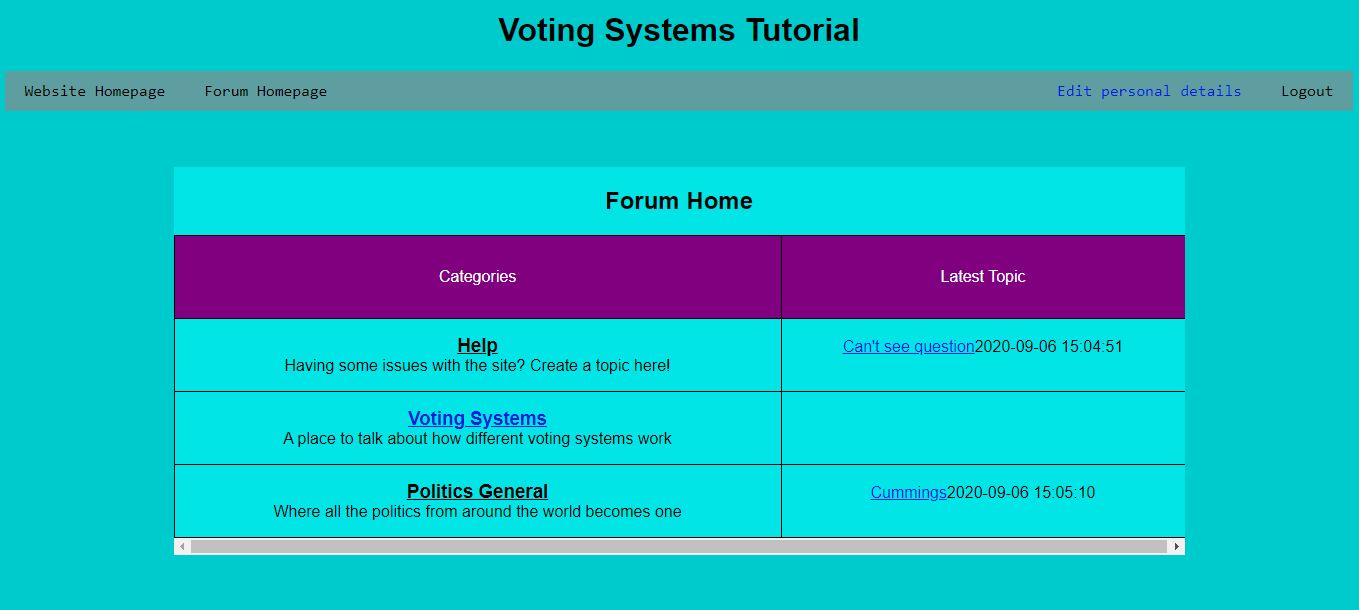 Voting Systems Tutorial
Website Homepage Forum Homepage Edit personal details Logout
Forum Home
Categories Latest Topic
Help
Can't see question2020-09-06 15:04:51
Having some issues with the site? Create a topic here!
Voting Systems
A place to talk about how different voting systems work
Politics General
Cummings2020-09-06 15:05:10
Where all the politics from around the world becomes one